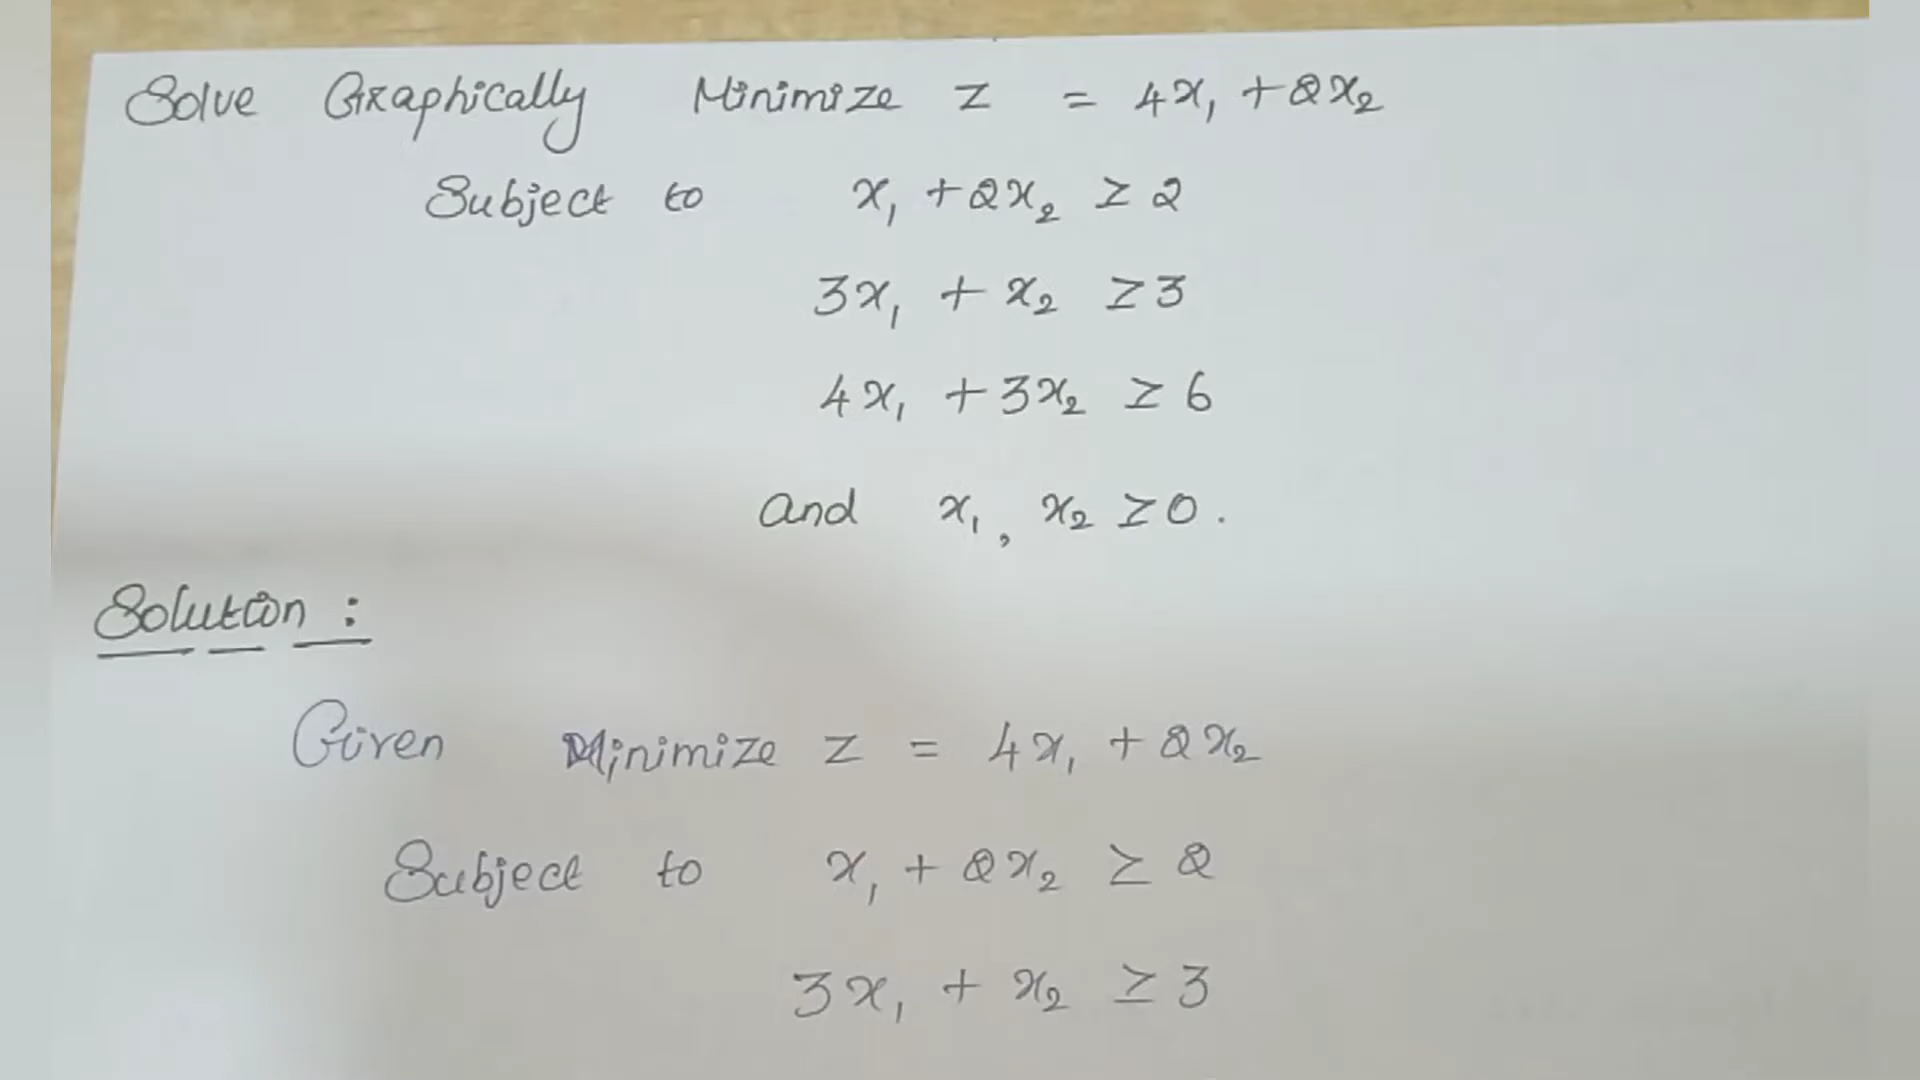 Solve Graphically Minimize z = 4x₁ + 2x₂
Subject to x₁ + 2x₂ ≥ 2
3x₁ + x₂ ≥ 3
4x₁ + 3x₂ ≥ 6
and x₁, x₂ ≥ 0.
Solution :
Given Minimize z = 4x₁ + 2x₂
Subject to x₁ + 2x₂ ≥ 2
3x₁ + x₂ ≥ 3